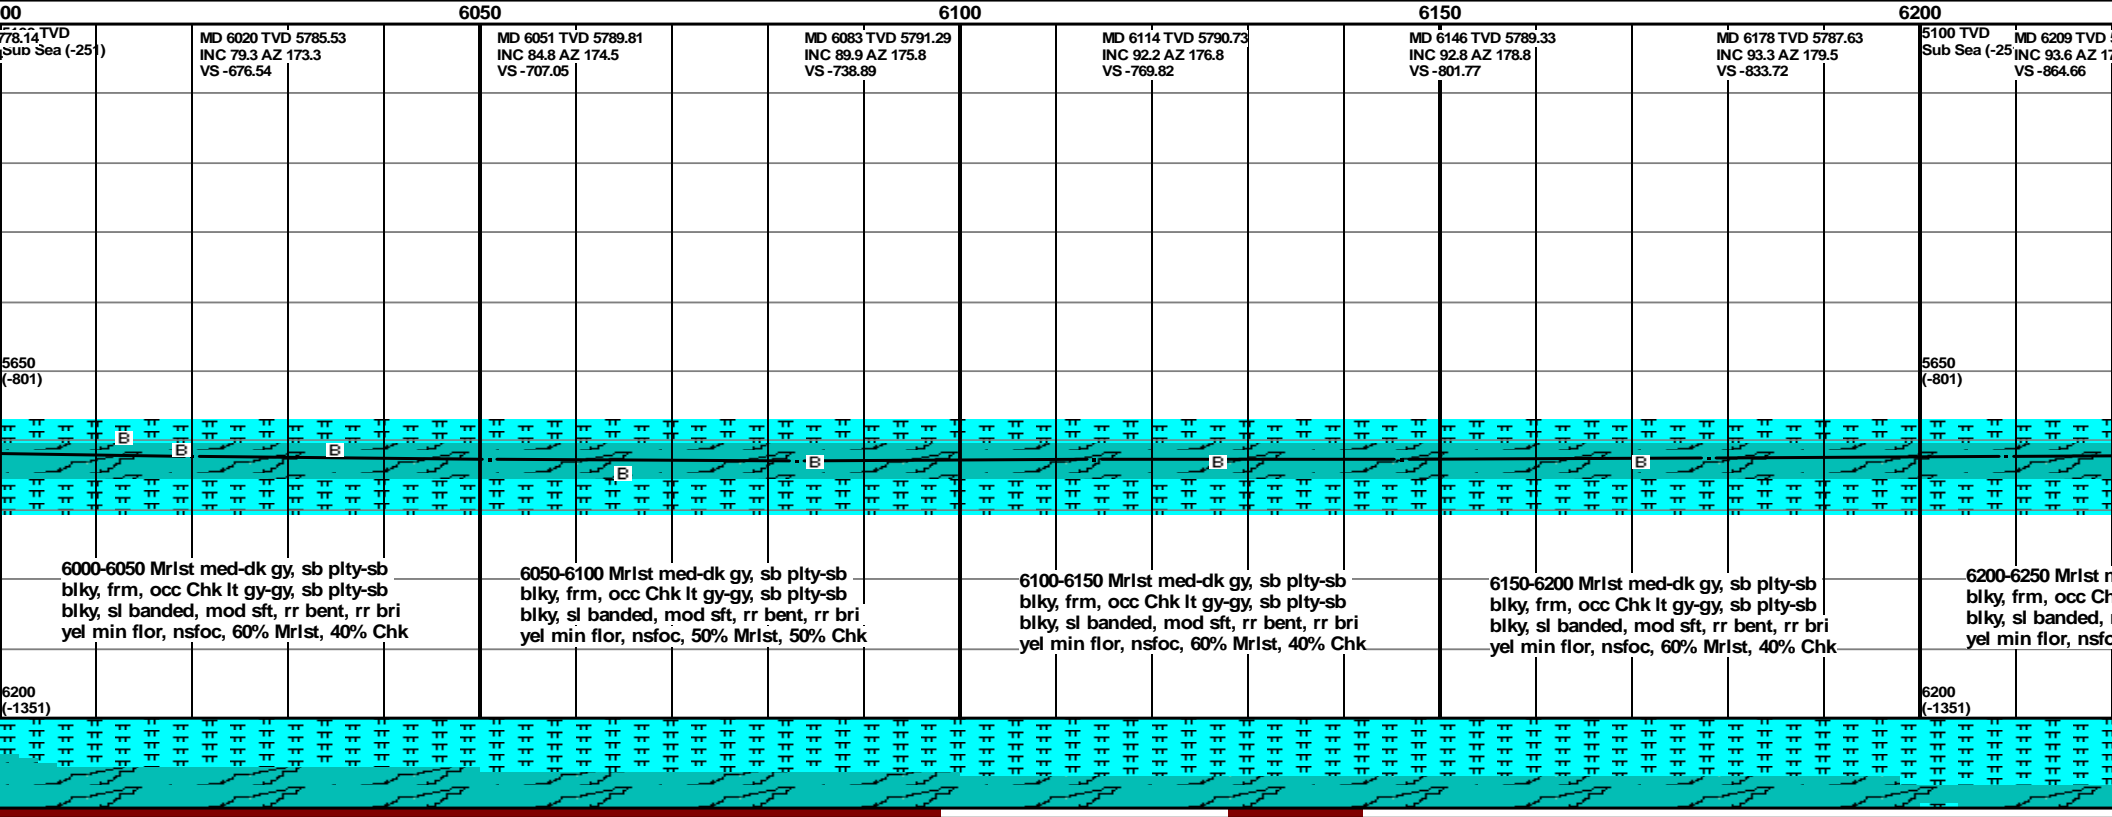 00 6050 6100 6150 6200
778.14 TVD
Sub Sea (-251)
MD 6020 TVD 5785.53
INC 79.3 AZ 173.3
VS -676.54
MD 6051 TVD 5789.81
INC 84.8 AZ 174.5
VS -707.05
MD 6083 TVD 5791.29
INC 89.9 AZ 175.8
VS -738.89
MD 6114 TVD 5790.73
INC 92.2 AZ 176.8
VS -769.82
MD 6146 TVD 5789.33
INC 92.8 AZ 178.8
VS -801.77
MD 6178 TVD 5787.63
INC 93.3 AZ 179.5
VS -833.72
5100 TVD
Sub Sea (-25
MD 6209 TVD
INC 93.6 AZ 17
VS -864.66
5650
(-801)
5650
(-801)
B
B
B
B
B
B
B
6000-6050 Mrlst med-dk gy, sb plty-sb
blky, frm, occ Chk lt gy-gy, sb plty-sb
blky, sl banded, mod sft, rr bent, rr bri
yel min flor, nsfoc, 60% Mrlst, 40% Chk
6050-6100 Mrlst med-dk gy, sb plty-sb
blky, frm, occ Chk lt gy-gy, sb plty-sb
blky, sl banded, mod sft, rr bent, rr bri
yel min flor, nsfoc, 50% Mrlst, 50% Chk
6100-6150 Mrlst med-dk gy, sb plty-sb
blky, frm, occ Chk lt gy-gy, sb plty-sb
blky, sl banded, mod sft, rr bent, rr bri
yel min flor, nsfoc, 60% Mrlst, 40% Chk
6150-6200 Mrlst med-dk gy, sb plty-sb
blky, frm, occ Chk lt gy-gy, sb plty-sb
blky, sl banded, mod sft, rr bent, rr bri
yel min flor, nsfoc, 60% Mrlst, 40% Chk
6200-6250 Mrlst
blky, frm, occ Ch
blky, sl banded,
yel min flor, nsfo
6200
(-1351)
6200
(-1351)